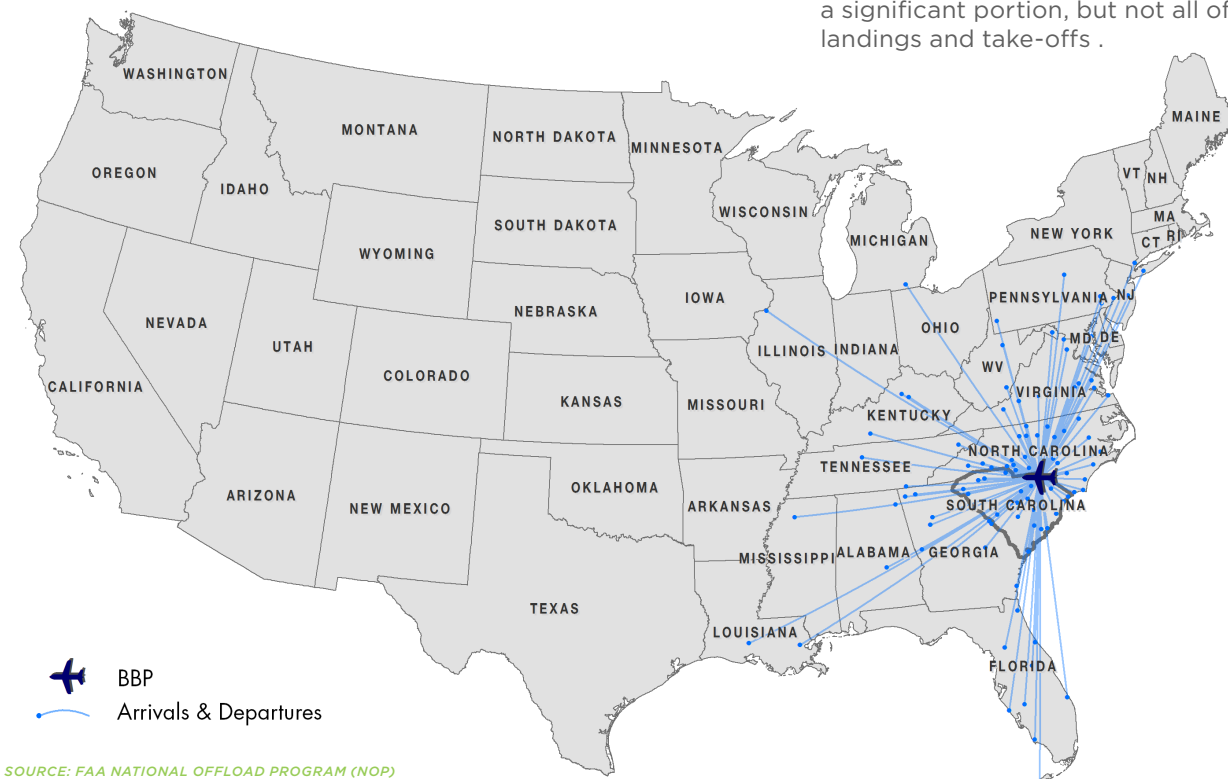 a significant portion, but not all of
landings and take-offs .
WASHINGTON
MAINE
MONTANA
NORTH DAKOTA
MINNESOTA
OREGON
VT
NH
IDAHO
WISCONSIN
MA
SOUTH DAKOTA
NEW YORK
MICHIGAN
CT
RI
WYOMING
IOWA
PENNSYLVANIA
NJ
NEBRASKA
NEVADA
OHIO
UTAH
ILLINOIS
INDIANA
MD
DE
COLORADO
WV
CALIFORNIA
VIRGINIA
KANSAS
MISSOURI
KENTUCKY
NORTH CAROLINA
TENNESSEE
OKLAHOMA
ARIZONA
NEW MEXICO
ARKANSAS
SOUTH CAROLINA
MISSISSIPPI
ALABAMA
GEORGIA
TEXAS
LOUISIANA
FLORIDA
BBP
Arrivals & Departures
SOURCE: FAA NATIONAL OFFLOAD PROGRAM (NOP)